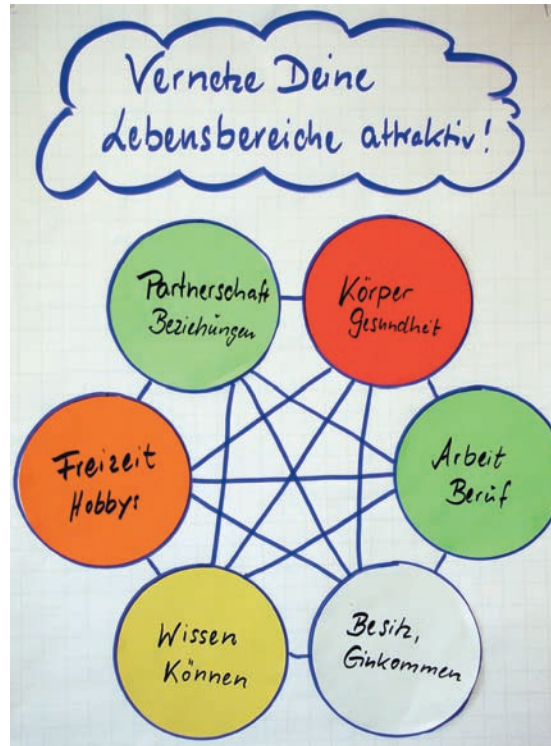 Vernetze Deine
Lebensbereiche attraktiv!
Partnerschaft
Beziehungen
Körper
Gesundheit
Freizeit
Hobbys
Arbeit
Beruf
Wissen
Können
Besitz,
Einkommen